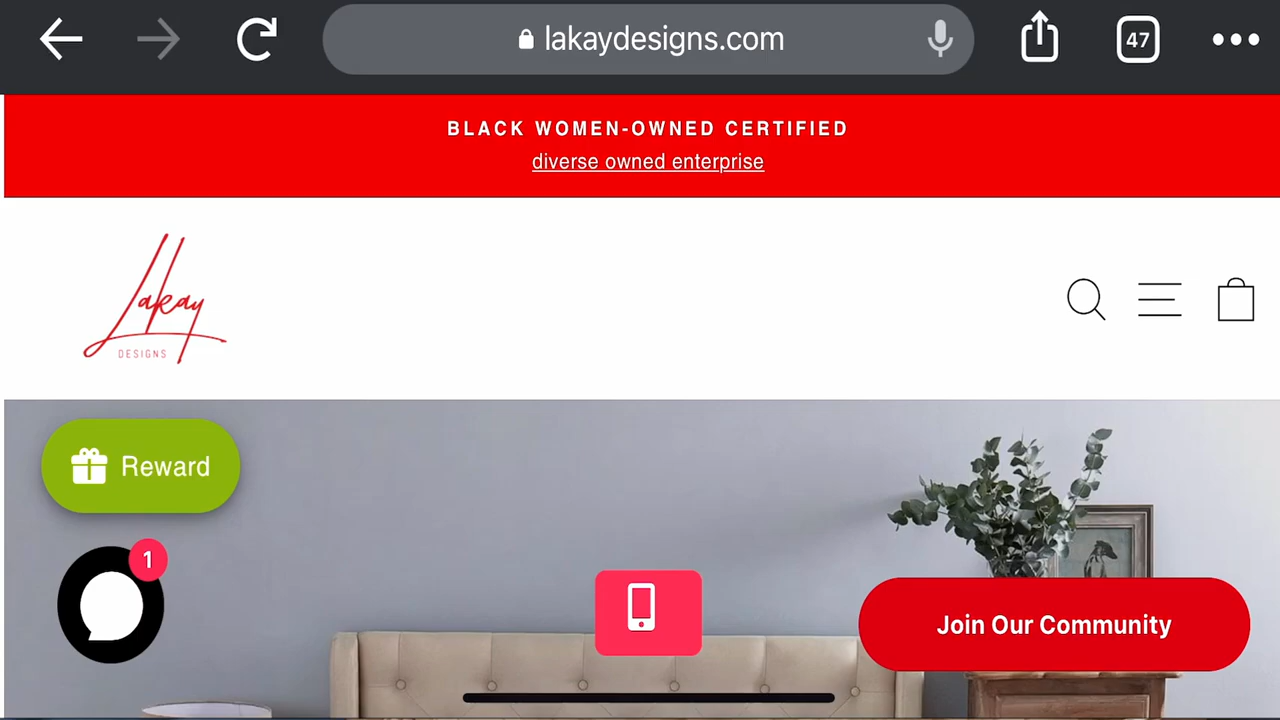 lakaydesigns.com
47
BLACK WOMEN-OWNED CERTIFIED
diverse owned enterprise
Lakay
DESIGNS
Reward
1
Join Our Community